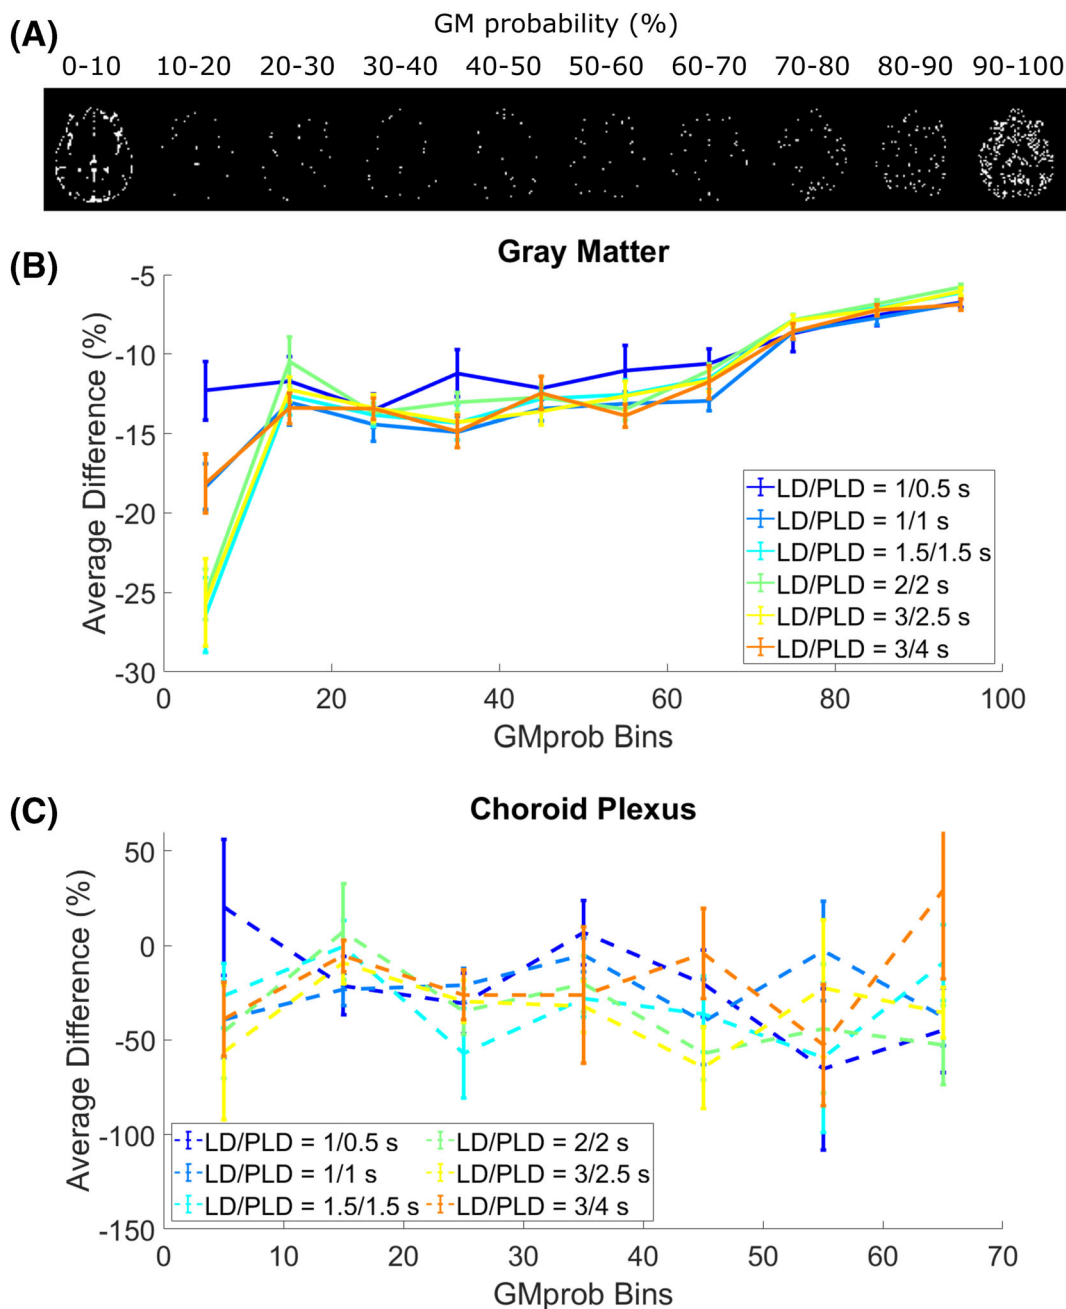 (A)
GM probability (%)
0-10 10-20 20-30 30-40 40-50 50-60 60-70 70-80 80-90 90-100
(B)
Gray Matter
Average Difference (%)
-5
-10
-15
-20
-25
-30
LD/PLD = 1/0.5 s
LD/PLD = 1/1 s
LD/PLD = 1.5/1.5 s
LD/PLD = 2/2 s
LD/PLD = 3/2.5 s
LD/PLD = 3/4 s
0 20 40 60 80 100
GMprob Bins
(C)
Choroid Plexus
Average Difference (%)
50
0
-50
-100
-150
LD/PLD = 1/0.5 s LD/PLD = 2/2 s
LD/PLD = 1/1 s LD/PLD = 3/2.5 s
LD/PLD = 1.5/1.5 s LD/PLD = 3/4 s
0 10 20 30 40 50 60 70
GMprob Bins